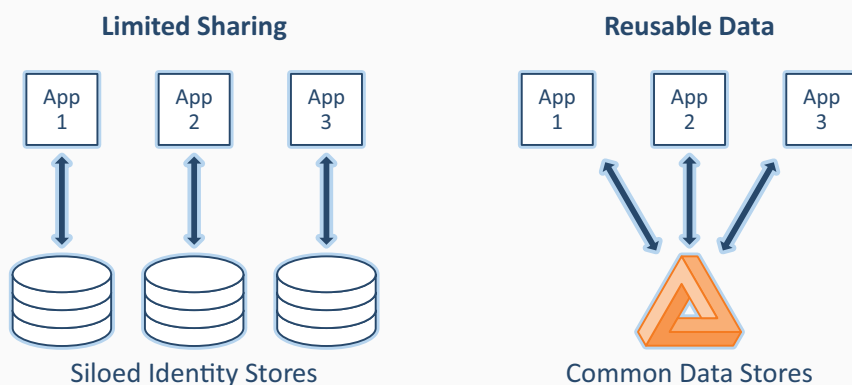 Limited Sharing
App
1
App
2
App
3
Siloed Identity Stores
Reusable Data
App
1
App
2
App
3
Common Data Stores